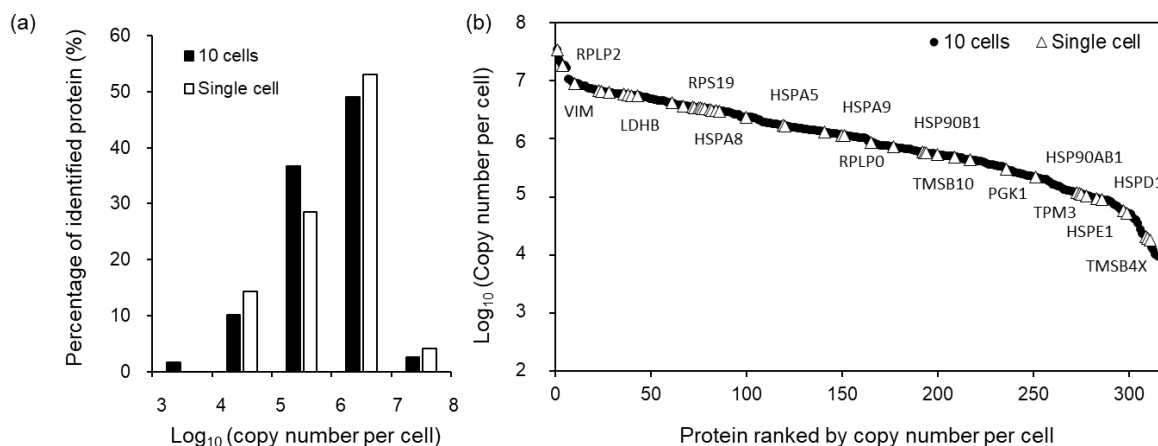 (a)
60
50
40
30
20
10
0
Percentage of identified protein (%)
10 cells
Single cell
3 4 5 6 7 8
Log₁₀ (copy number per cell)
(b)
8
7
6
5
4
3
2
Log₁₀ (Copy number per cell)
10 cells Single cell
RPLP2
VIM
LDHB
RPS19
HSPA8
HSPA5
HSPA9
RPLP0
HSP90B1
TMSB10
PGK1
HSP90AB1
TPM3
HSPD1
HSPE1
TMSB4X
0 50 100 150 200 250 300
Protein ranked by copy number per cell